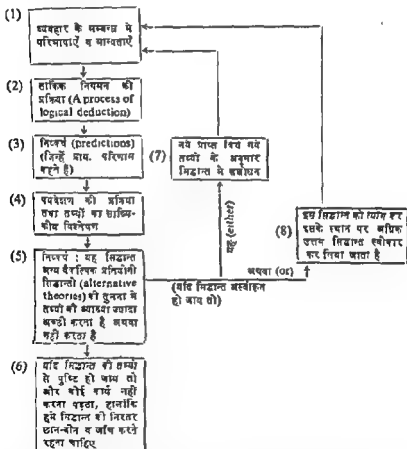 (1)
व्यवहार के सम्बन्ध में
परिभाषाएँ व मान्यताएँ
(2)
तार्किक निगमन की
प्रक्रिया (A process of
logical deduction)
(3)
निष्कर्ष (predictions)
(जिन्हें प्रायः परिणाम
कहते हैं)
(4)
पर्यवेक्षण की प्रक्रिया
तथा तथ्यों का सांख्यि-
कीय विश्लेषण
(5)
निष्कर्ष : यह सिद्धान्त
अन्य वैकल्पिक प्रतियोगी
सिद्धान्तों (alternative
theories) की तुलना में
तथ्यों की व्याख्या ज्यादा
अच्छी करता है अथवा
नहीं करता है
(6)
यदि सिद्धान्त की तथ्यों
से पुष्टि हो जाय तो
और कोई कार्य नहीं
करना पड़ता, हालांकि
हमें सिद्धान्त की निरन्तर
छान-बीन व जाँच करते
रहना चाहिए
(7)
नये प्राप्त किये गये
तथ्यों के अनुसार
सिद्धान्त में संशोधन
यह (either)
अथवा (or)
(यदि सिद्धान्त अस्वीकृत
हो जाय तो)
(8)
इस सिद्धान्त को त्याग कर
इसके स्थान पर अधिक
उत्तम सिद्धान्त स्वीकार
कर लिया जाता है